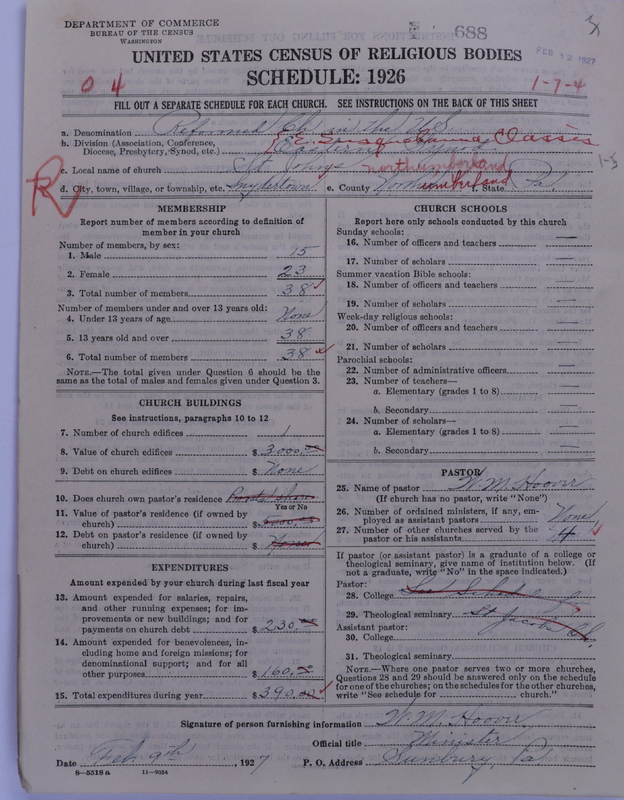 DEPARTMENT OF COMMERCE
BUREAU OF THE CENSUS
WASHINGTON
688
FEB 12 1927
UNITED STATES CENSUS OF RELIGIOUS BODIES
SCHEDULE: 1926
0 4
1-7-4
FILL OUT A SEPARATE SCHEDULE FOR EACH CHURCH. SEE INSTRUCTIONS ON THE BACK OF THIS SHEET
a. Denomination Reformed Ch. in the U S
b. Division (Association, Conference, Diocese, Presbytery, Synod, etc.) E. Susquehanna Classis
c. Local name of church St
Northumberland
1-5
R
d. City, town, village, or township, etc. Snydertown e. County Northumberland State Pa.
MEMBERSHIP
Report number of members according to definition of member in your church
Number of members, by sex:
1. Male 15
2. Female 23
3. Total number of members 38
Number of members under and over 13 years old:
4. Under 13 years of age None
5. 13 years old and over 38
6. Total number of members 38
NOTE.—The total given under Question 6 should be the same as the total of males and females given under Question 3.
CHURCH BUILDINGS
See instructions, paragraphs 10 to 12
7. Number of church edifices 1
8. Value of church edifices $ 3000.00
9. Debt on church edifices $ None
10. Does church own pastor's residence
Yes or No
11. Value of pastor's residence (if owned by church) $
12. Debt on pastor's residence (if owned by church) $ None
EXPENDITURES
Amount expended by your church during last fiscal year
13. Amount expended for salaries, repairs, and other running expenses; for improvements or new buildings; and for payments on church debt $ 230.00
14. Amount expended for benevolences, including home and foreign missions; for denominational support; and for all other purposes $ 160.00
15. Total expenditures during year $ 390.00
CHURCH SCHOOLS
Report here only schools conducted by this church
Sunday schools:
16. Number of officers and teachers —
17. Number of scholars —
Summer vacation Bible schools:
18. Number of officers and teachers —
19. Number of scholars —
Week-day religious schools:
20. Number of officers and teachers —
21. Number of scholars —
Parochial schools:
22. Number of administrative officers —
23. Number of teachers—
a. Elementary (grades 1 to 8) —
b. Secondary —
24. Number of scholars—
a. Elementary (grades 1 to 8) —
b. Secondary —
PASTOR
25. Name of pastor W. M. Hoover
(If church has no pastor, write "None")
26. Number of ordained ministers, if any, employed as assistant pastors None
27. Number of other churches served by the pastor or his assistants 4
If pastor (or assistant pastor) is a graduate of a college or theological seminary, give name of institution below. (If not a graduate, write "No" in the space indicated.)
Pastor:
28. College See Schedule
29. Theological seminary St Jacobs Ch.
Assistant pastor:
30. College
31. Theological seminary
NOTE.—Where one pastor serves two or more churches, Questions 28 and 29 should be answered only on the schedule for one of the churches; on the schedules for the other churches, write "See schedule for church."
Signature of person furnishing information W. M. Hoover
Official title Minister
Date Feb. 9th, 1927 P. O. Address Sunbury, Pa
8—5518 a 11—9054